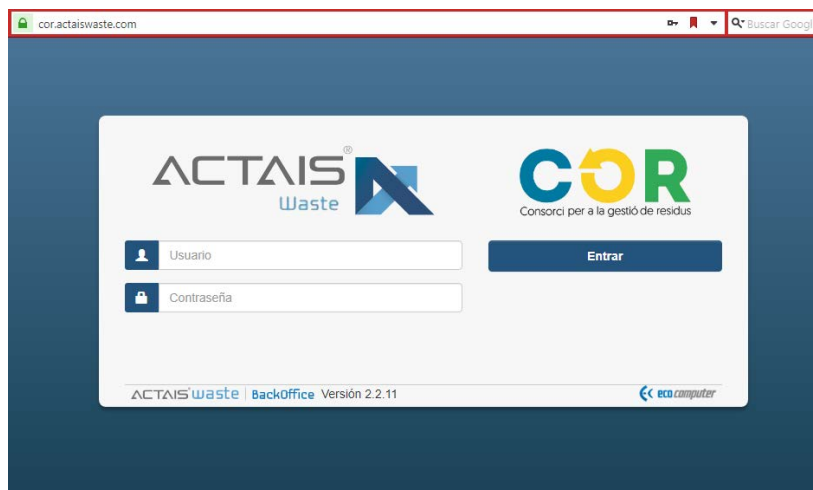 cor.actaiswaste.com
Buscar Googl
ACTAIS®
Waste
COR
Consorci per a la gestió de residus
Usuario
Entrar
Contraseña
ACTAIS waste | BackOffice Versión 2.2.11
eco computer